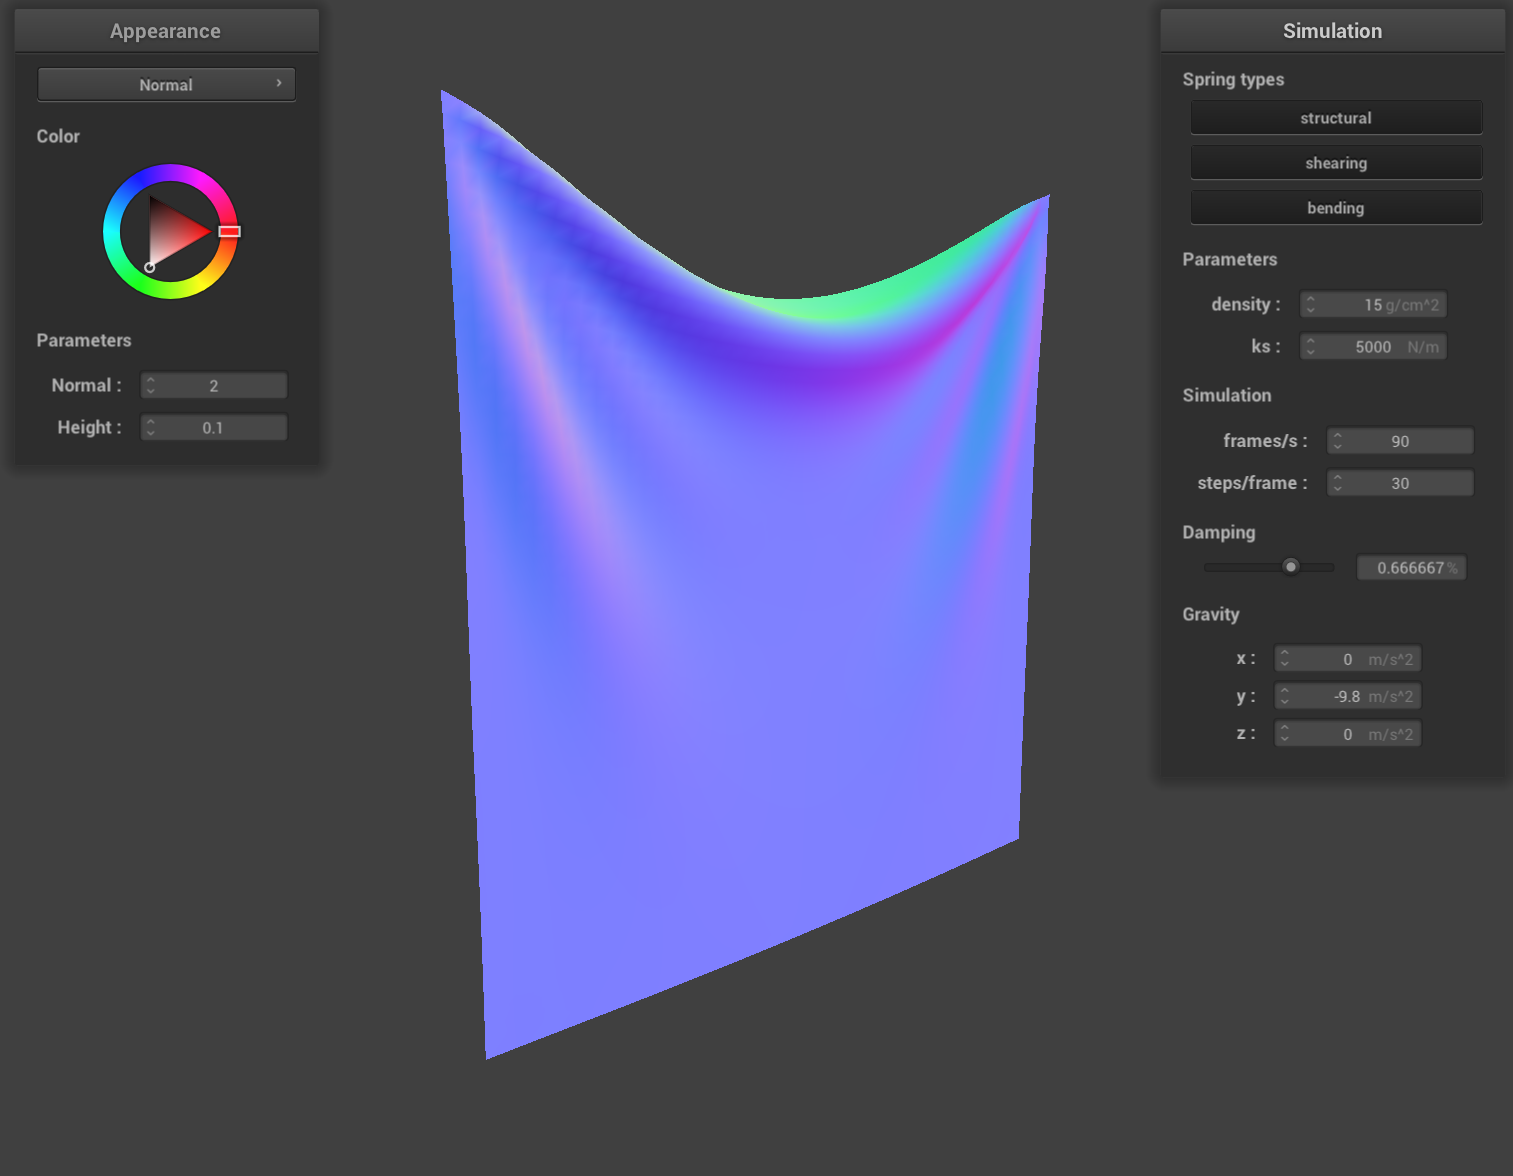 Appearance
Normal
Color
Parameters
Normal : 2
Height : 0.1
Simulation
Spring types
structural
shearing
bending
Parameters
density : 15 g/cm^2
ks : 5000 N/m
Simulation
frames/s : 90
steps/frame : 30
Damping
0.666667 %
Gravity
x : 0 m/s^2
y : -9.8 m/s^2
z : 0 m/s^2